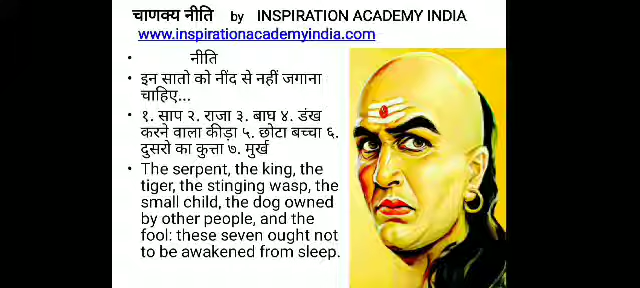 चाणक्य नीति by INSPIRATION ACADEMY INDIA
www.inspirationacademyindia.com
• नीति
• इन सातो को नींद से नहीं जगाना
चाहिए...
• १. साप २. राजा ३. बाघ ४. डंख
करने वाला कीड़ा ५. छोटा बच्चा ६.
दुसरो का कुत्ता ७. मुर्ख
• The serpent, the king, the
tiger, the stinging wasp, the
small child, the dog owned
by other people, and the
fool: these seven ought not
to be awakened from sleep.